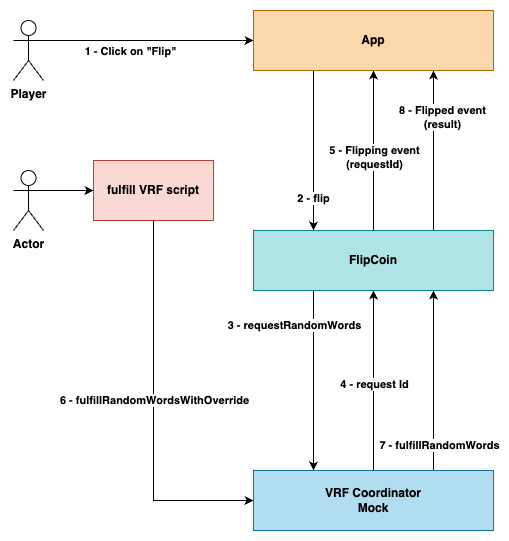 1 - Click on "Flip"
App
Player
8 - Flipped event
(result)
5 - Flipping event
(requestId)
fulfill VRF script
2 - flip
Actor
FlipCoin
3 - requestRandomWords
4 - request Id
6 - fulfillRandomWordsWithOverride
7 - fulfillRandomWords
VRF Coordinator
Mock